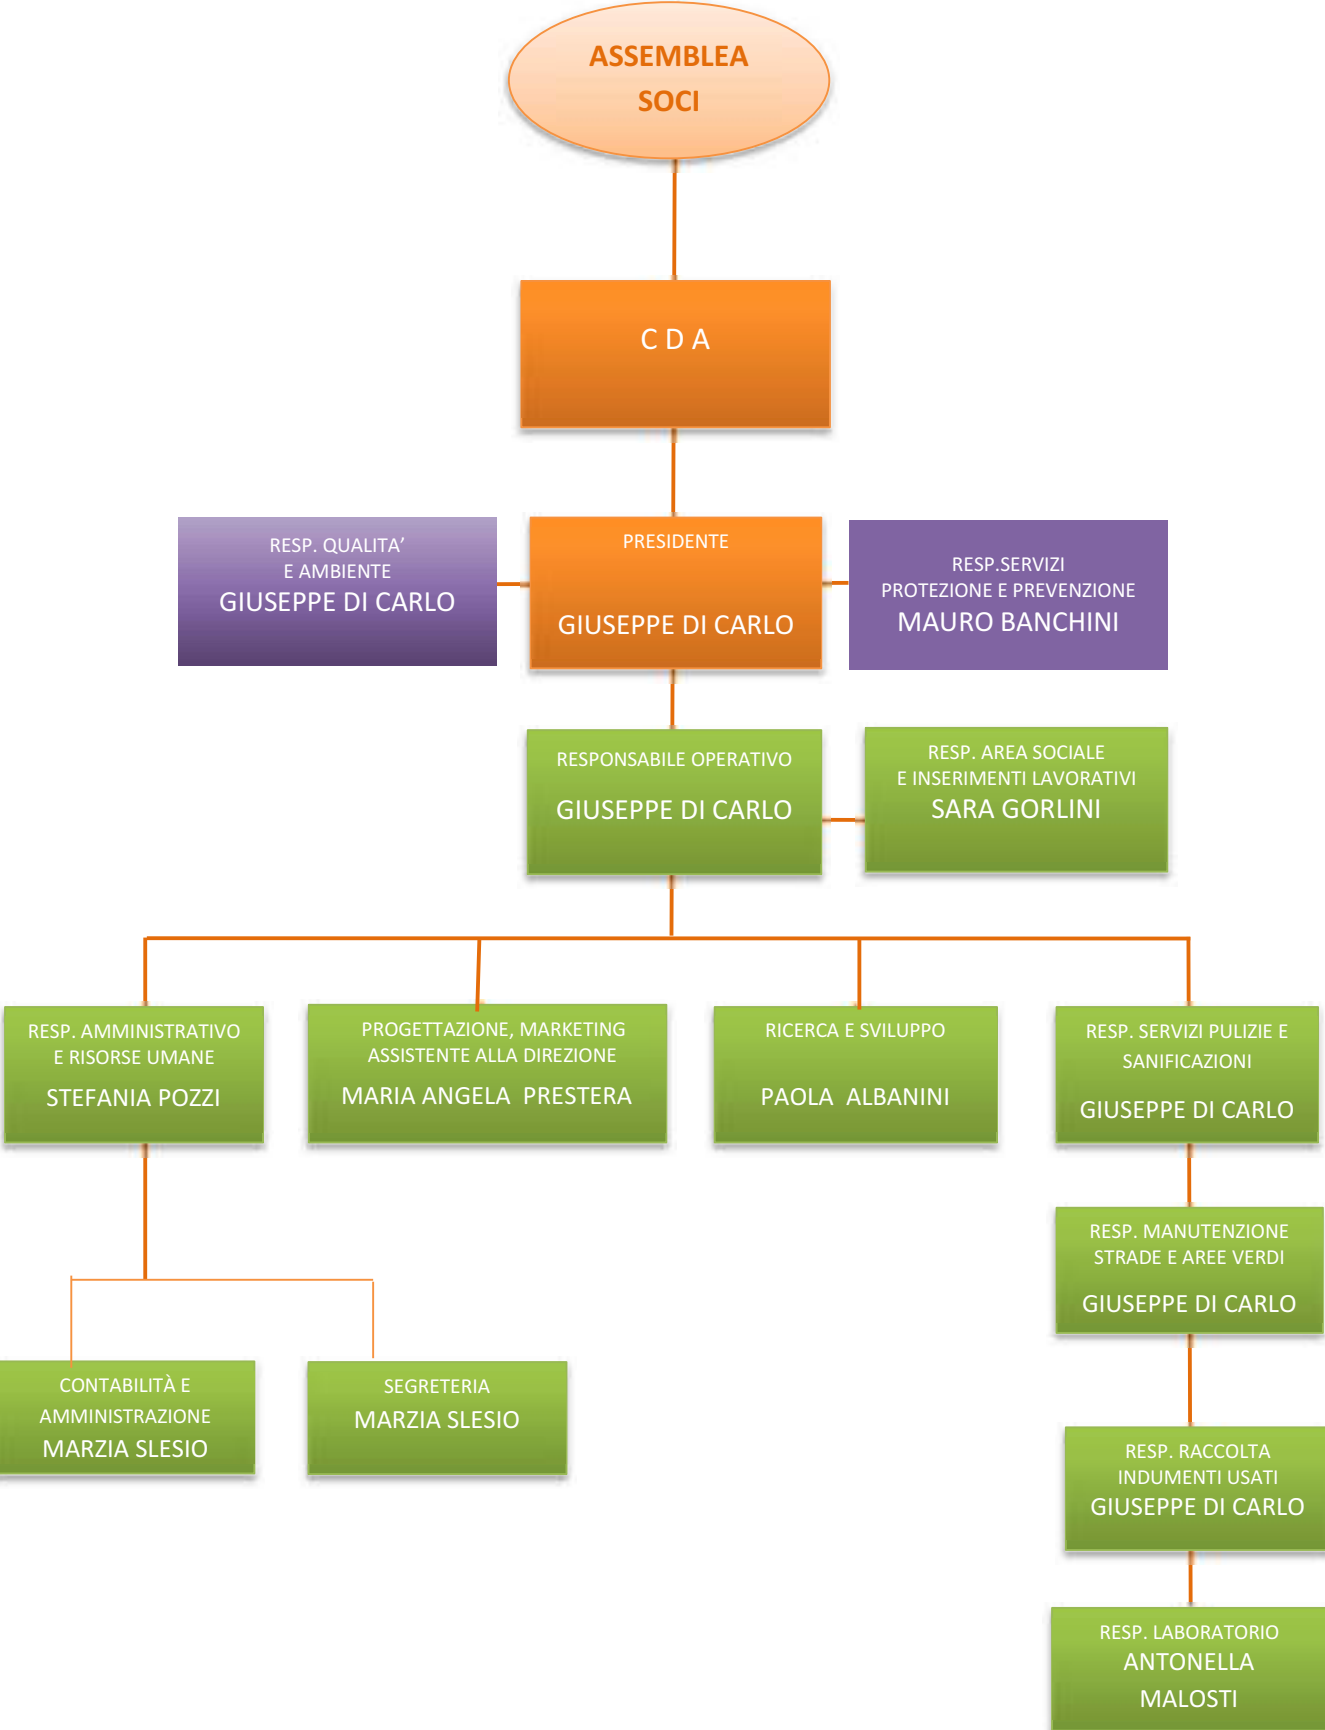 ASSEMBLEA
SOCI
C D A
RESP. QUALITA’
E AMBIENTE
GIUSEPPE DI CARLO
PRESIDENTE
GIUSEPPE DI CARLO
RESP.SERVIZI
PROTEZIONE E PREVENZIONE
MAURO BANCHINI
RESPONSABILE OPERATIVO
GIUSEPPE DI CARLO
RESP. AREA SOCIALE
E INSERIMENTI LAVORATIVI
SARA GORLINI
RESP. AMMINISTRATIVO
E RISORSE UMANE
STEFANIA POZZI
PROGETTAZIONE, MARKETING
ASSISTENTE ALLA DIREZIONE
MARIA ANGELA PRESTERA
RICERCA E SVILUPPO
PAOLA ALBANINI
RESP. SERVIZI PULIZIE E
SANIFICAZIONI
GIUSEPPE DI CARLO
RESP. MANUTENZIONE
STRADE E AREE VERDI
GIUSEPPE DI CARLO
CONTABILITÀ E
AMMINISTRAZIONE
MARZIA SLESIO
SEGRETERIA
MARZIA SLESIO
RESP. RACCOLTA
INDUMENTI USATI
GIUSEPPE DI CARLO
RESP. LABORATORIO
ANTONELLA
MALOSTI